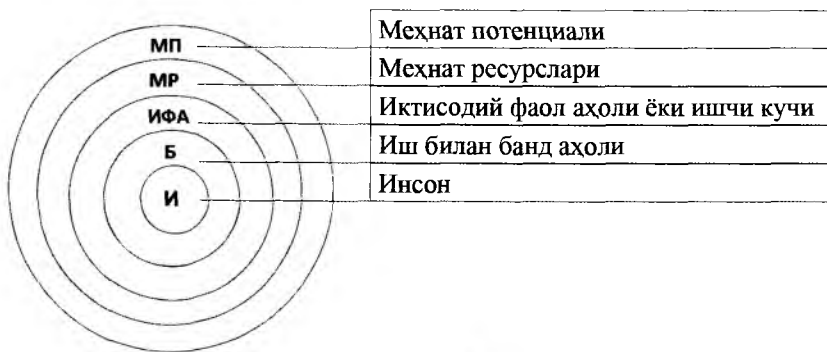 МП
Меҳнат потенциали
МР
Меҳнат ресурслари
ИФА
Иктисодий фаол аҳоли ёки ишчи кучи
Б
Иш билан банд аҳоли
И
Инсон